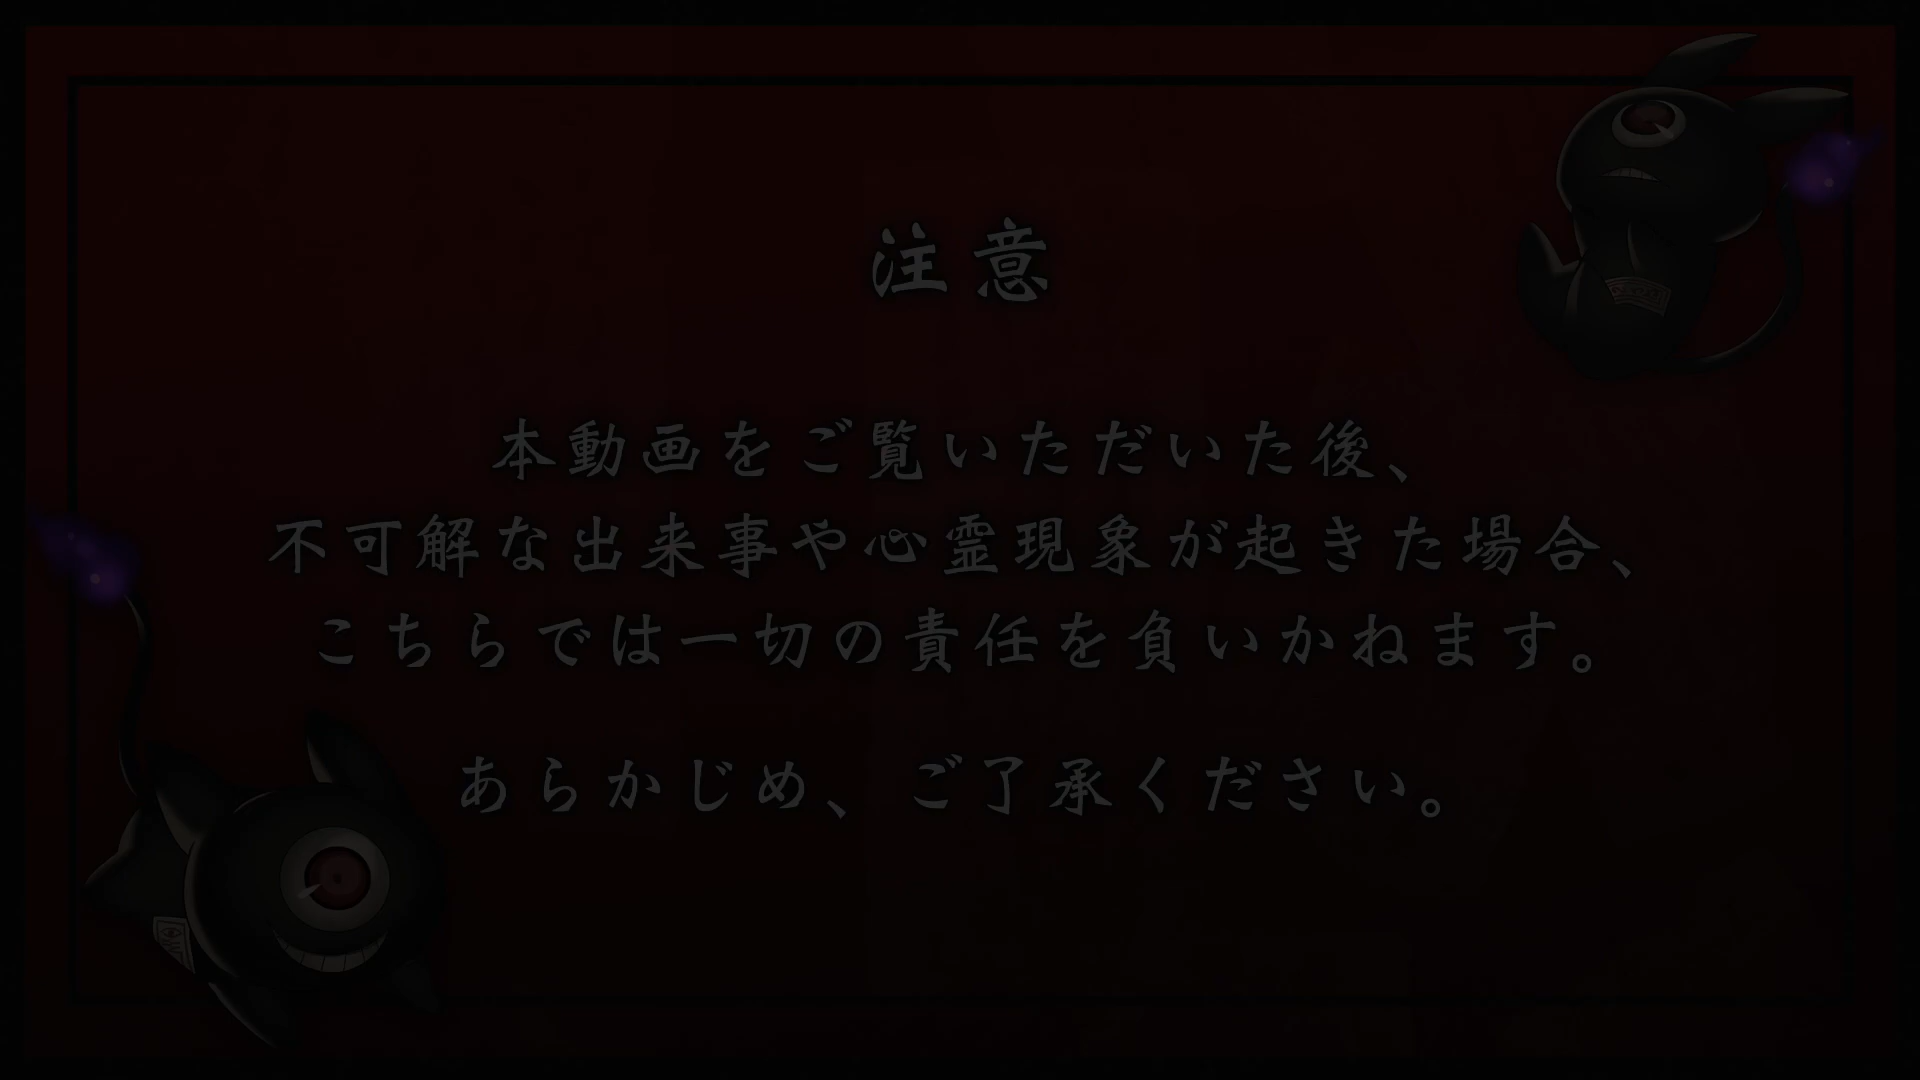 注意
本動画をご覧いただいた後、
不可解な出来事や心霊現象が起きた場合、
こちらでは一切の責任を負いかねます。
あらかじめ、ご了承ください。